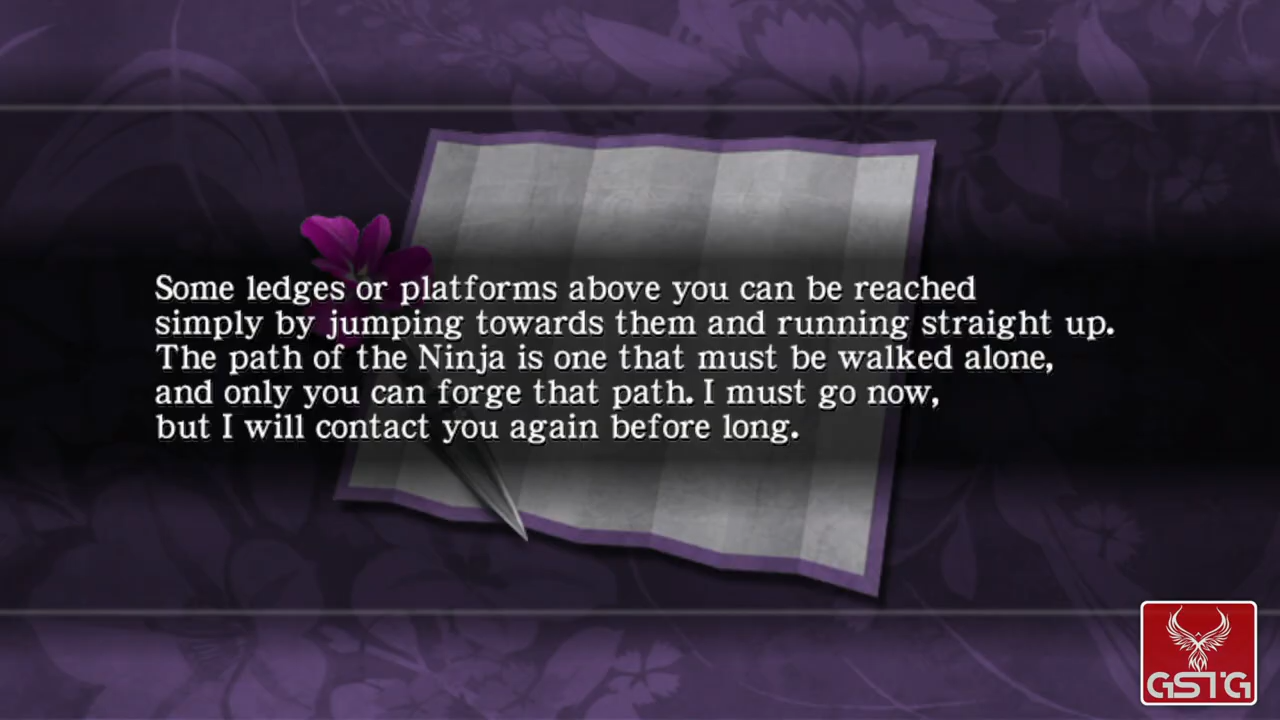 Some ledges or platforms above you can be reached
simply by jumping towards them and running straight up.
The path of the Ninja is one that must be walked alone,
and only you can forge that path. I must go now,
but I will contact you again before long.
GSTG